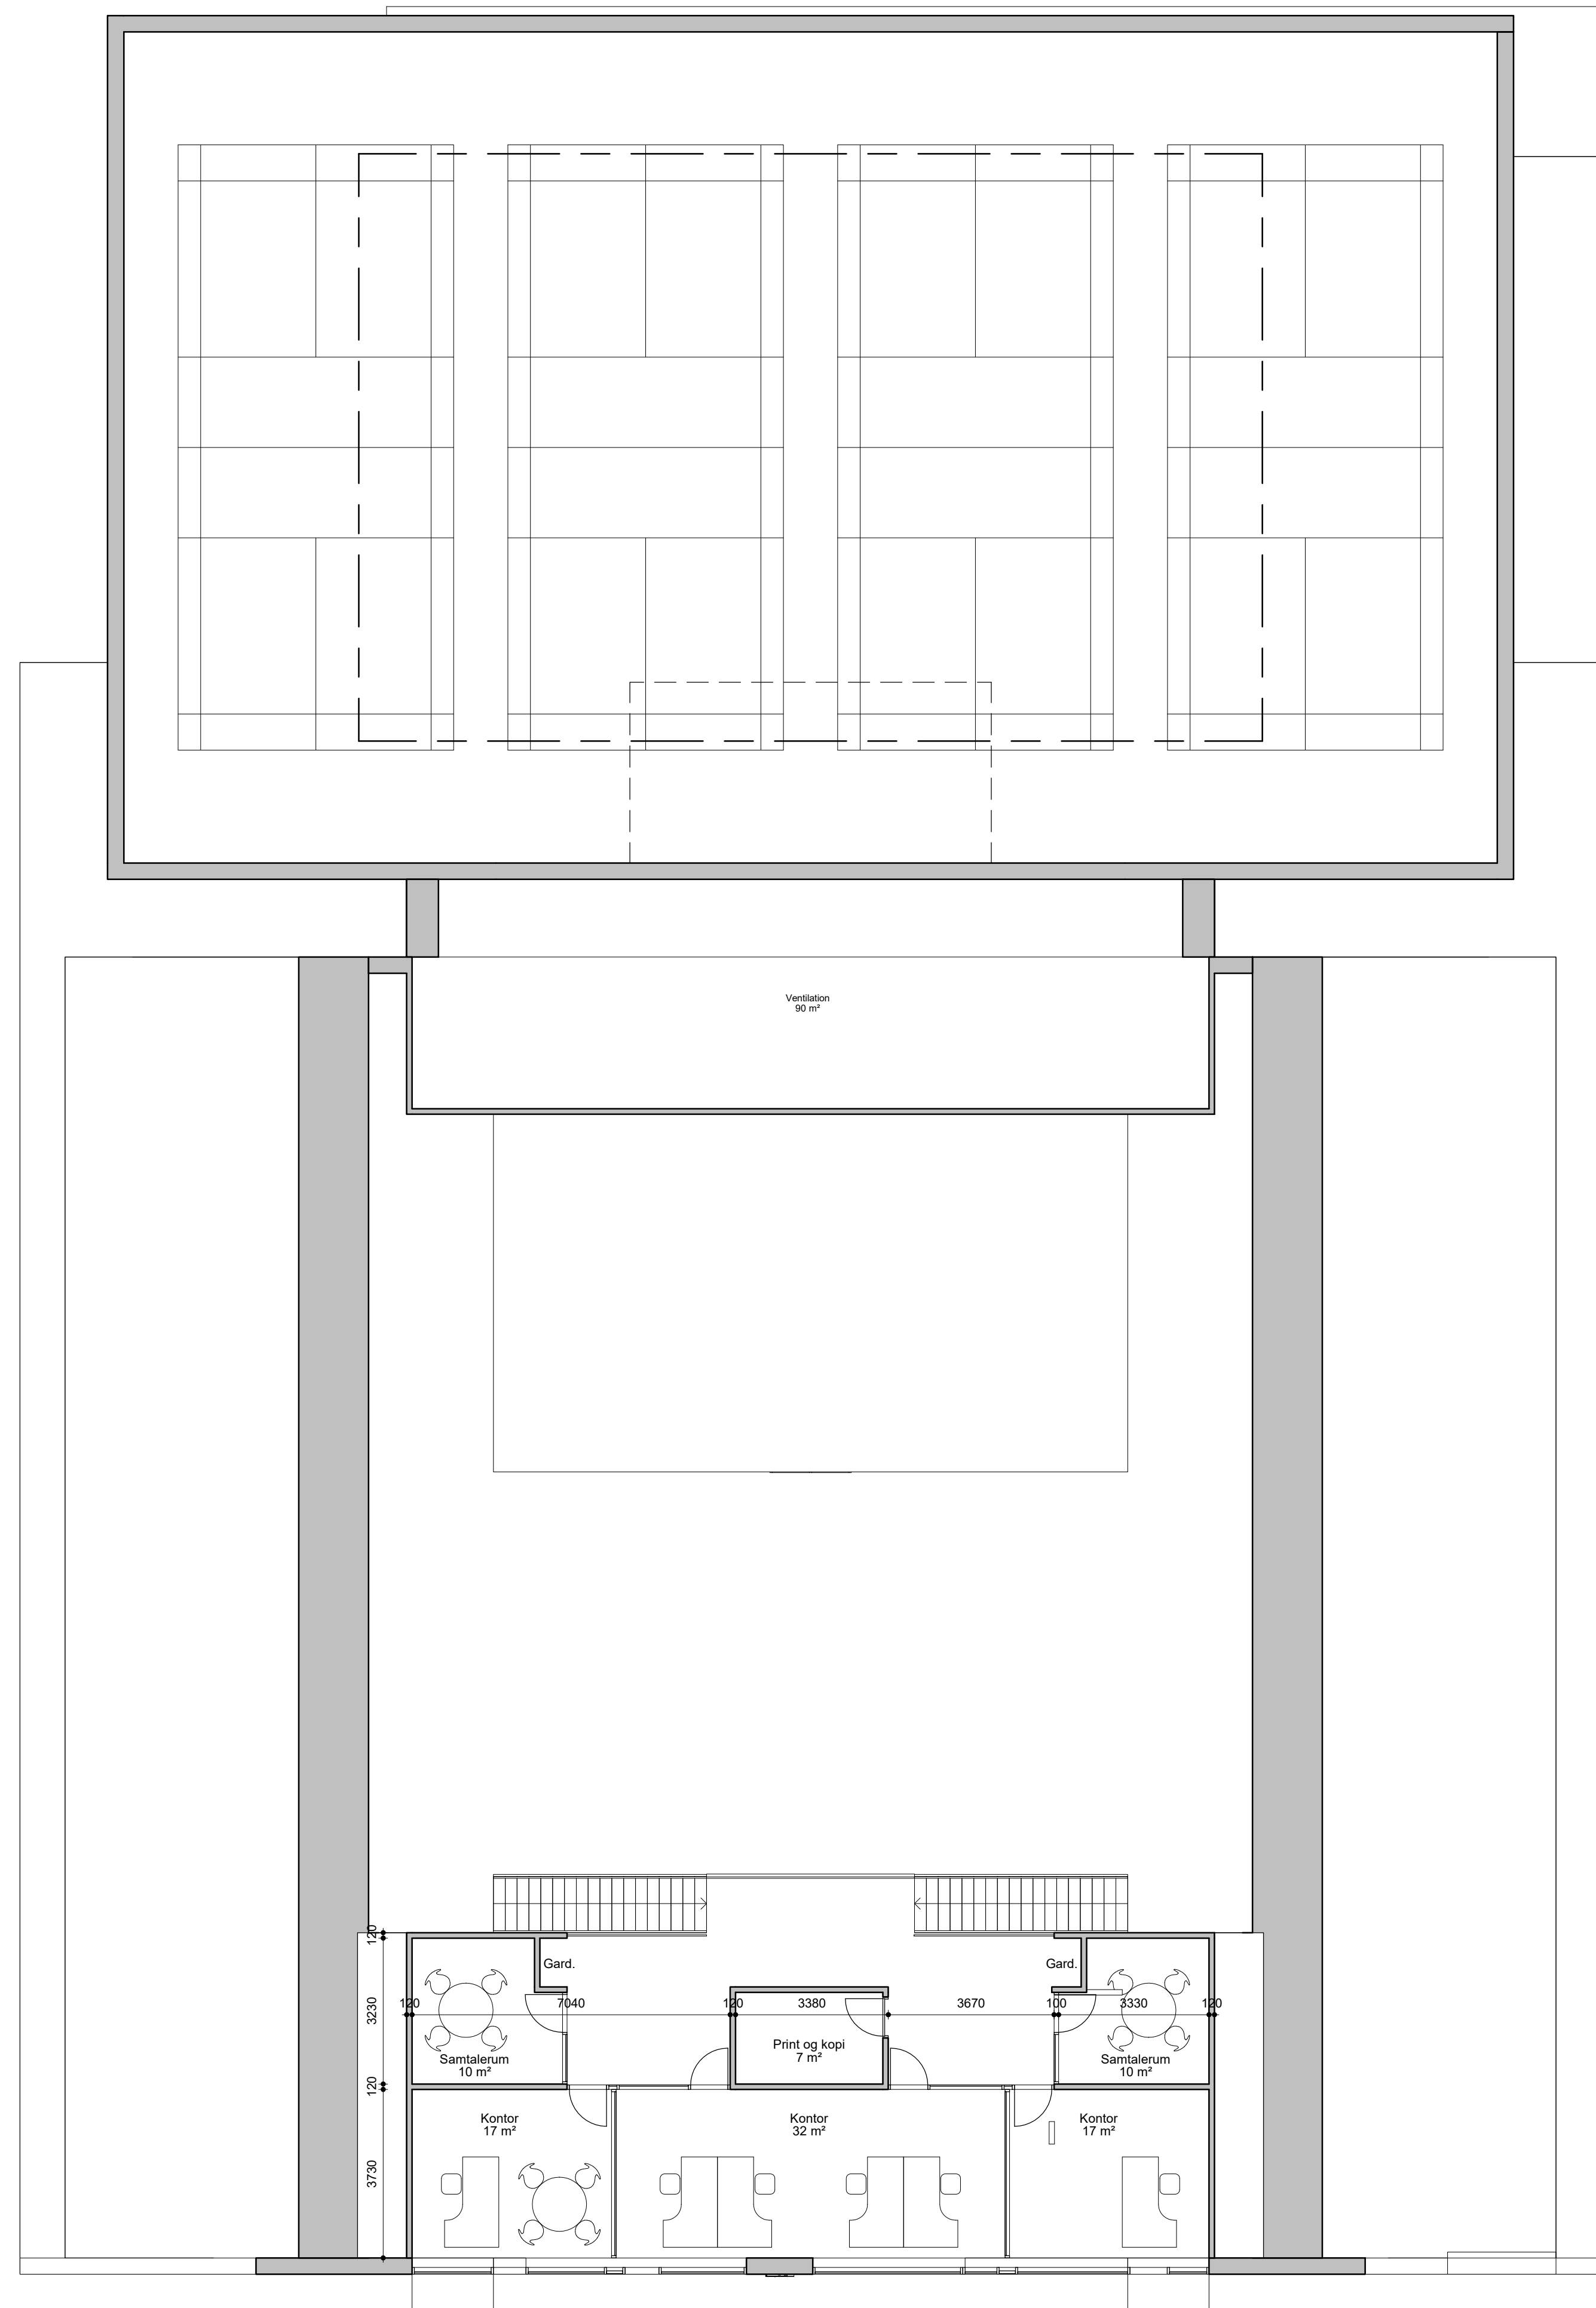 Ventilation
90 m²
120
Gard.
Gard.
3230
120
7040
120
3380
3670
100
3330
120
Print og kopi
7 m²
Samtalerum
10 m²
Samtalerum
10 m²
120
Kontor
17 m²
Kontor
32 m²
Kontor
17 m²
3730